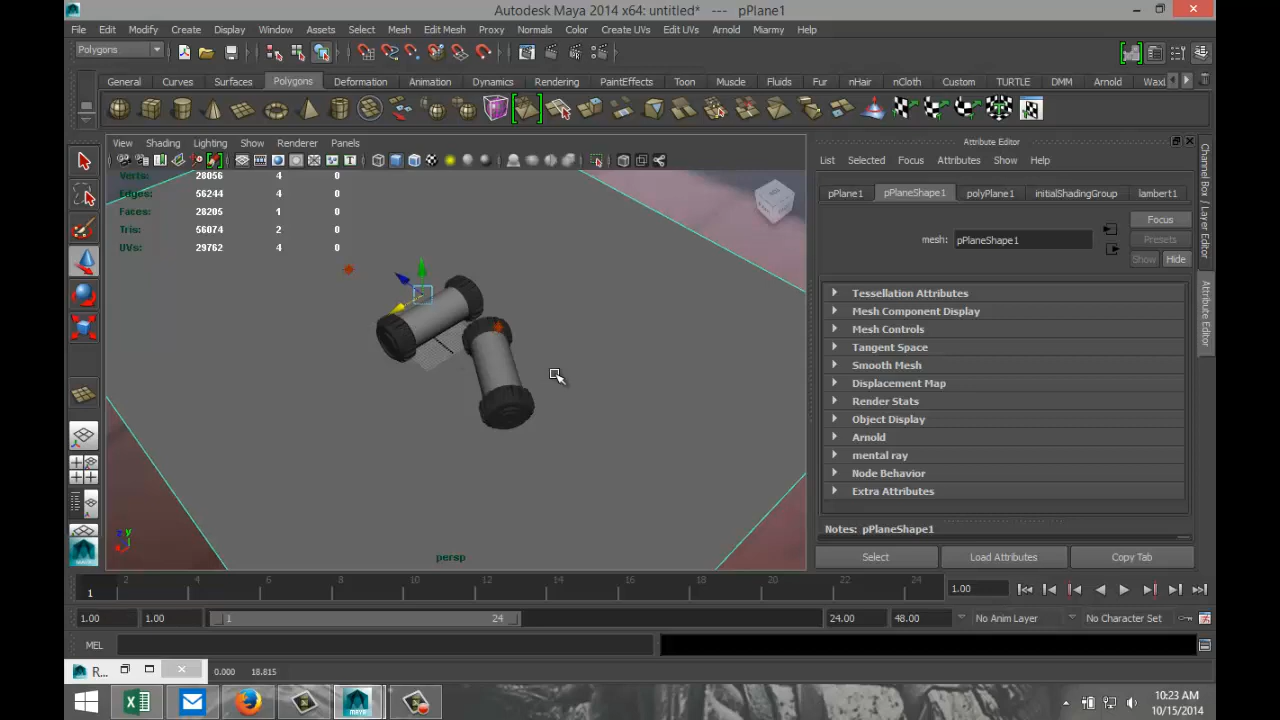 Autodesk Maya 2014 x64: untitled* --- pPlane1
File Edit Modify Create Display Window Assets Select Mesh Edit Mesh Proxy Normals Color Create UVs Edit UVs Arnold Miarmy Help
Polygons
General Curves Surfaces Polygons Deformation Animation Dynamics Rendering PaintEffects Toon Muscle Fluids Fur nHair nCloth Custom TURTLE DMM Arnold Waxl
View Shading Lighting Show Renderer Panels
Attribute Editor
List Selected Focus Attributes Show Help
Verts: 28056 4 0
Edges: 56244 4 0
Faces: 28205 1 0
Tris: 56074 2 0
UVs: 29762 4 0
pPlane1 pPlaneShape1 polyPlane1 initialShadingGroup lambert1
Focus
mesh: pPlaneShape1
Presets
Show Hide
Tessellation Attributes
Mesh Component Display
Mesh Controls
Tangent Space
Smooth Mesh
Displacement Map
Render Stats
Object Display
Arnold
mental ray
Node Behavior
Extra Attributes
Notes: pPlaneShape1
Select Load Attributes Copy Tab
Channel Box / Layer Editor
Attribute Editor
persp
2 4 6 8 10 12 14 16 18 20 22 24
1
1.00
1.00 1.00 1 24 24.00 48.00 No Anim Layer No Character Set
MEL
R... 0.000 18.815
10:23 AM
10/15/2014